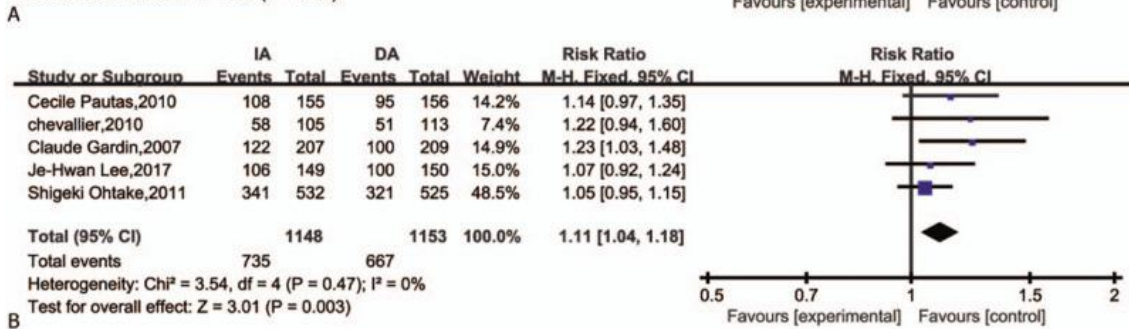 A
Favours [experimental] Favours [control]
IA DA Risk Ratio Risk Ratio
Study or Subgroup Events Total Events Total Weight M-H. Fixed. 95% CI M-H. Fixed. 95% CI
Cecile Pautas,2010 108 155 95 156 14.2% 1.14 [0.97, 1.35]
chevallier,2010 58 105 51 113 7.4% 1.22 [0.94, 1.60]
Claude Gardin,2007 122 207 100 209 14.9% 1.23 [1.03, 1.48]
Je-Hwan Lee,2017 106 149 100 150 15.0% 1.07 [0.92, 1.24]
Shigeki Ohtake,2011 341 532 321 525 48.5% 1.05 [0.95, 1.15]
Total (95% CI) 1148 1153 100.0% 1.11 [1.04, 1.18]
Total events 735 667
Heterogeneity: Chi² = 3.54, df = 4 (P = 0.47); I² = 0%
Test for overall effect: Z = 3.01 (P = 0.003)
0.5 0.7 1 1.5 2
Favours [experimental] Favours [control]
B